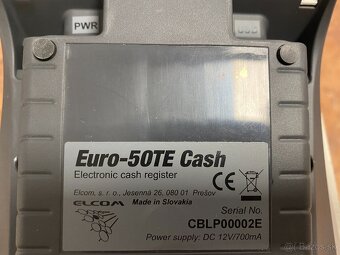 PWR
USB
Euro-50TE Cash
Electronic cash register
Elcom, s. r. o., Jesenná 26, 080 01 Prešov
ELCOM
Made in Slovakia
CE
Serial No.
CBLP00002E
Power supply: DC 12V/700mA